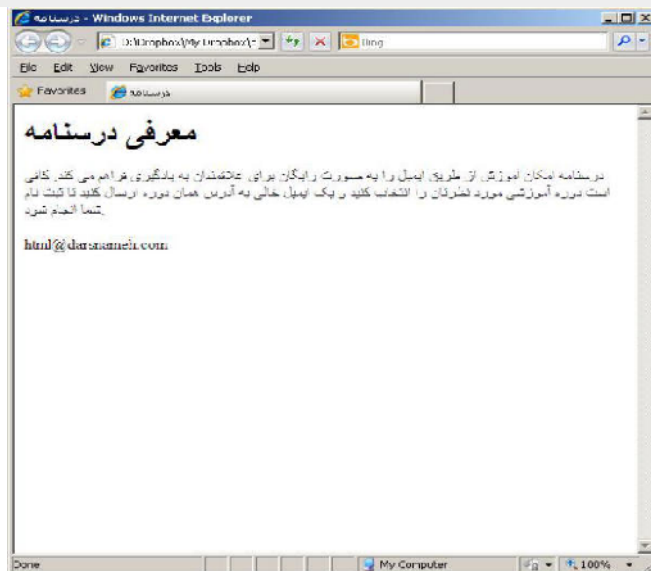 درسنامه - Windows Internet Explorer
D:\Dropbox\My Dropbox\
Bing
File Edit View Favorites Tools Help
Favorites درسنامه
معرفی درسنامه
درسنامه امکان آموزش از طریق ایمیل را به صورت رایگان برای علاقمندان به یادگیری فراهم می کند. کافی
است دوره آموزشی مورد نظرتان را انتخاب کنید و یک ایمیل خالی به آدرس همان دوره ارسال کنید تا ثبت نام
شما انجام شود.
html@darsnameh.com
Done My Computer 100%